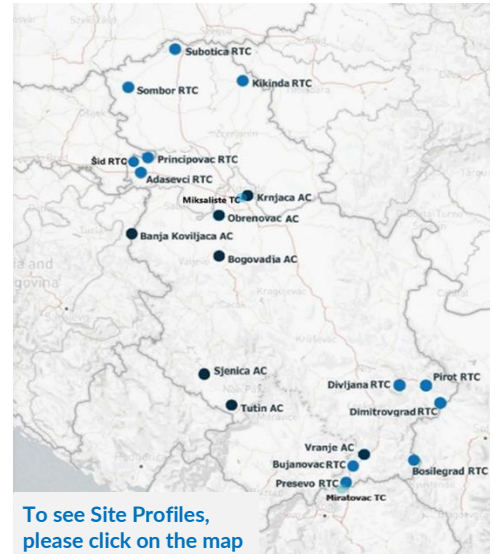 Subotica RTC
Kikinda RTC
Sombor RTC
Šid RTC
Principovac RTC
Adasevci RTC
Miksaliste TC
Krnjaca AC
Obrenovac AC
Banja Koviljaca AC
Bogovadja AC
Kragujevac
Kruševac
Sjenica AC
Tutin AC
Divljana RTC
Pirot RTC
Dimitrovgrad RTC
Vranje AC
Bujanovac RTC
Bosilegrad RTC
Presevo RTC
Miratovac TC
To see Site Profiles,
please click on the map